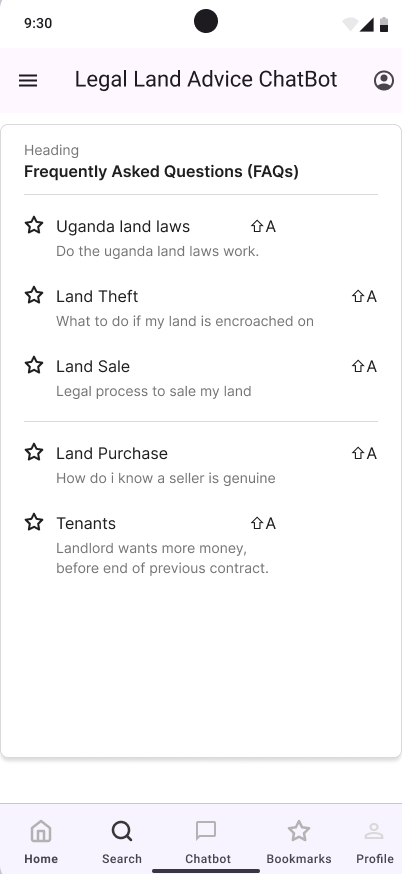 9:30
Legal Land Advice ChatBot
Heading
Frequently Asked Questions (FAQs)
Uganda land laws ⇧A
Do the uganda land laws work.
Land Theft ⇧A
What to do if my land is encroached on
Land Sale ⇧A
Legal process to sale my land
Land Purchase ⇧A
How do i know a seller is genuine
Tenants ⇧A
Landlord wants more money,
before end of previous contract.
Home Search Chatbot Bookmarks Profile